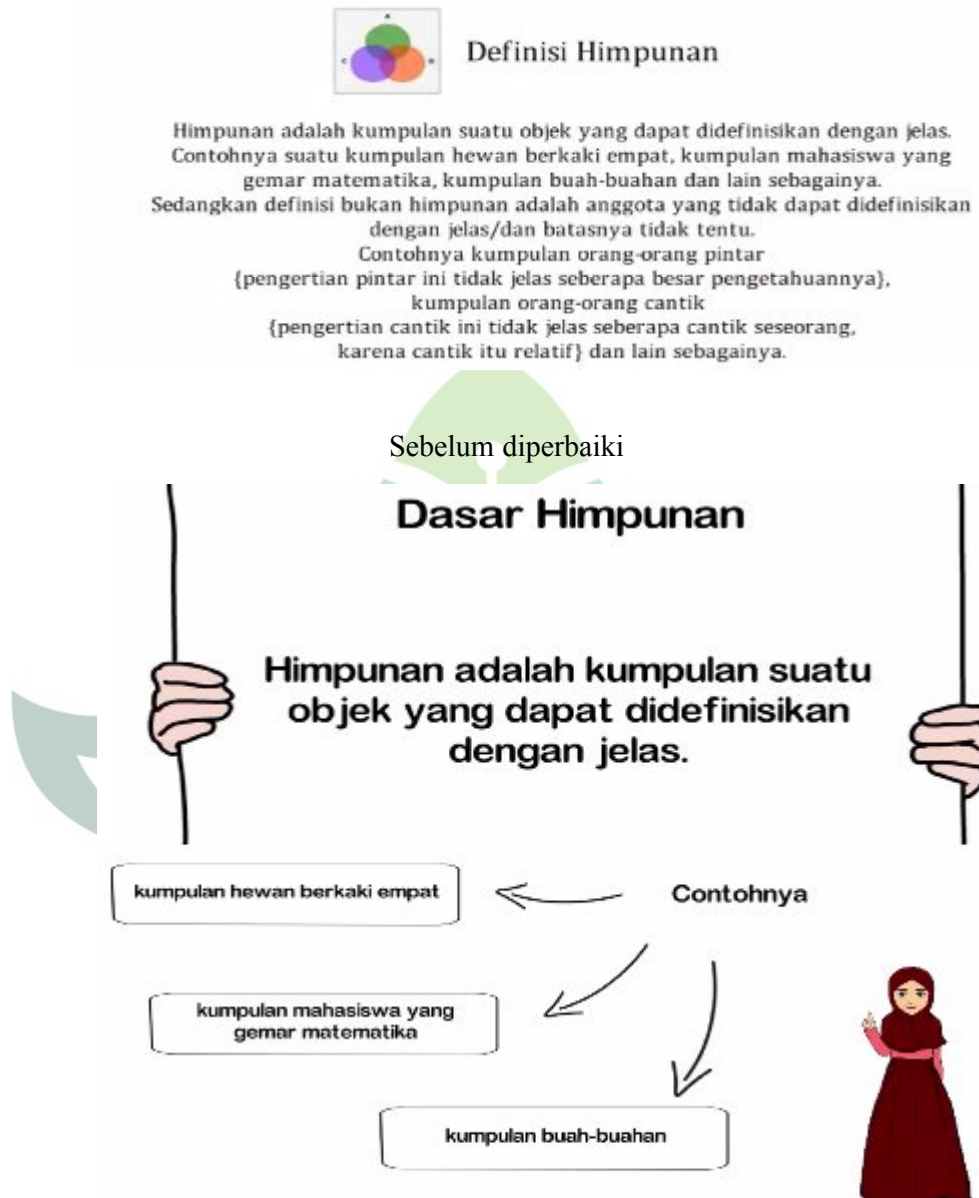 A
C
B
Definisi Himpunan
Himpunan adalah kumpulan suatu objek yang dapat didefinisikan dengan jelas.
Contohnya suatu kumpulan hewan berkaki empat, kumpulan mahasiswa yang
gemar matematika, kumpulan buah-buahan dan lain sebagainya.
Sedangkan definisi bukan himpunan adalah anggota yang tidak dapat didefinisikan
dengan jelas/dan batasnya tidak tentu.
Contohnya kumpulan orang-orang pintar
{pengertian pintar ini tidak jelas seberapa besar pengetahuannya},
kumpulan orang-orang cantik
{pengertian cantik ini tidak jelas seberapa cantik seseorang,
karena cantik itu relatif} dan lain sebagainya.
Sebelum diperbaiki
Dasar Himpunan
Himpunan adalah kumpulan suatu
objek yang dapat didefinisikan
dengan jelas.
Contohnya
kumpulan hewan berkaki empat
kumpulan mahasiswa yang
gemar matematika
kumpulan buah-buahan